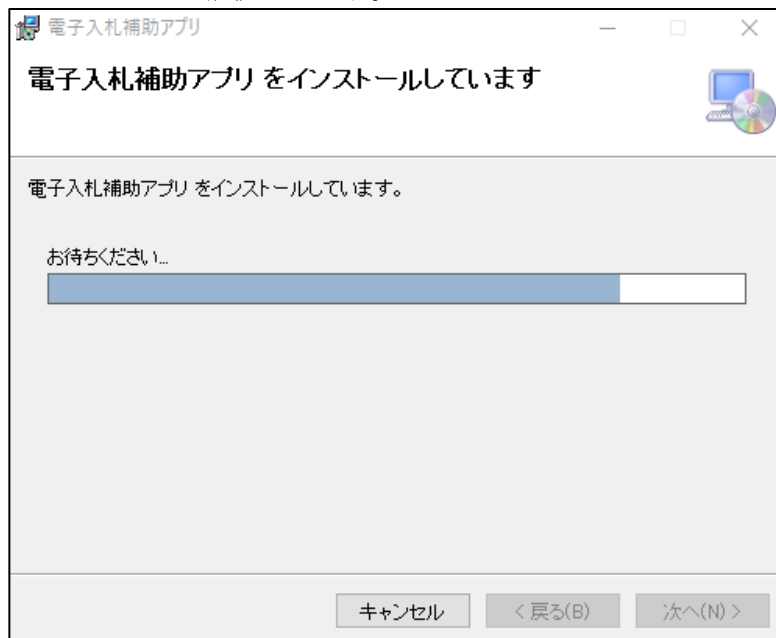 電子入札補助アプリ
電子入札補助アプリ をインストールしています
電子入札補助アプリ をインストールしています。
お待ちください...
キャンセル
< 戻る(B)
次へ(N) >